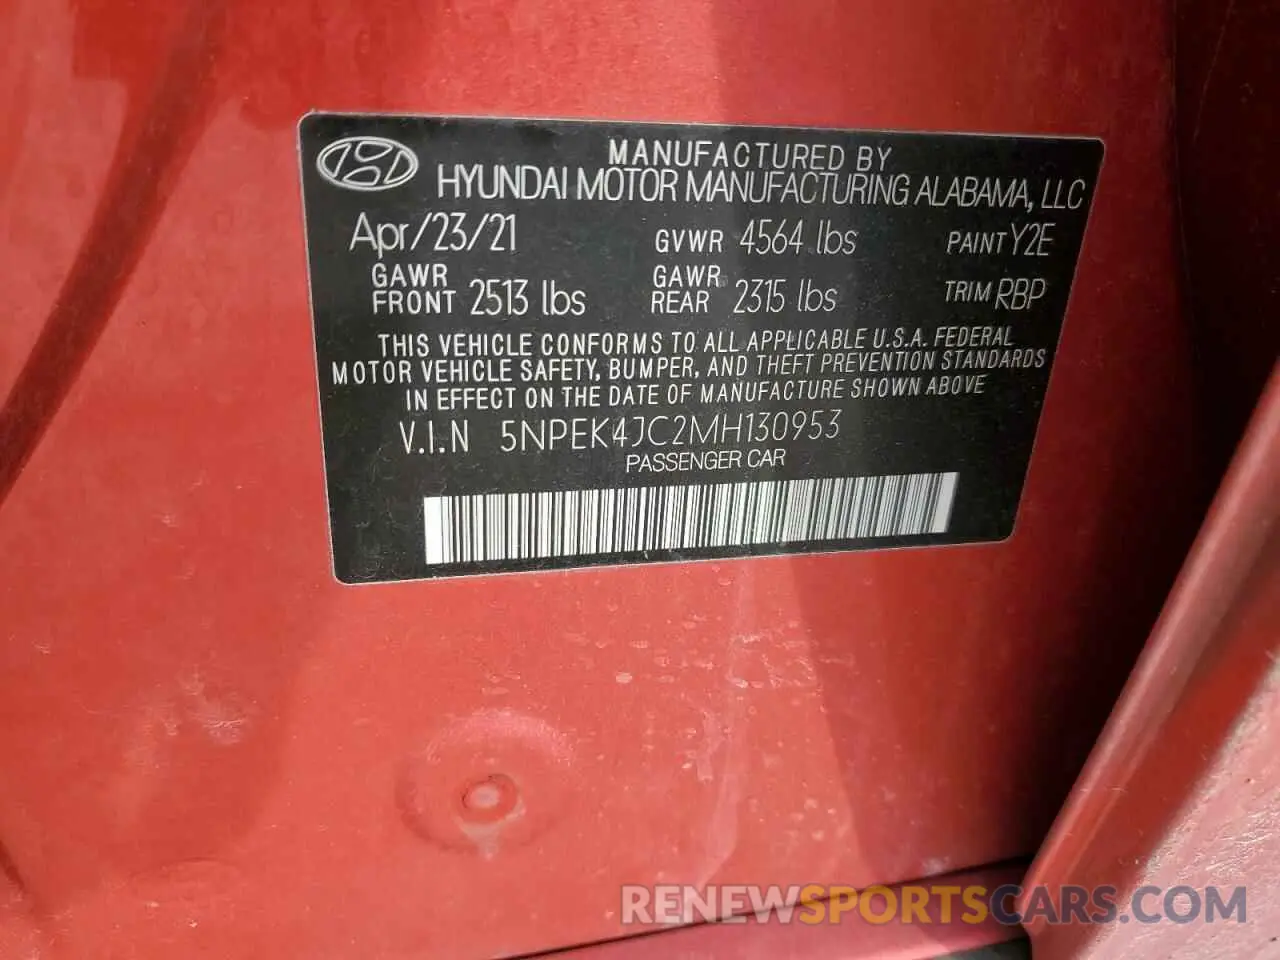 MANUFACTURED BY
HYUNDAI MOTOR MANUFACTURING ALABAMA, LLC
Apr/23/21 GVWR 4564 lbs PAINT Y2E
GAWR FRONT 2513 lbs GAWR REAR 2315 lbs TRIM RBP
THIS VEHICLE CONFORMS TO ALL APPLICABLE U.S.A. FEDERAL
MOTOR VEHICLE SAFETY, BUMPER, AND THEFT PREVENTION STANDARDS
IN EFFECT ON THE DATE OF MANUFACTURE SHOWN ABOVE
V.I.N 5NPEK4JC2MH130953
PASSENGER CAR
RENEWSPORTSCARS.COM